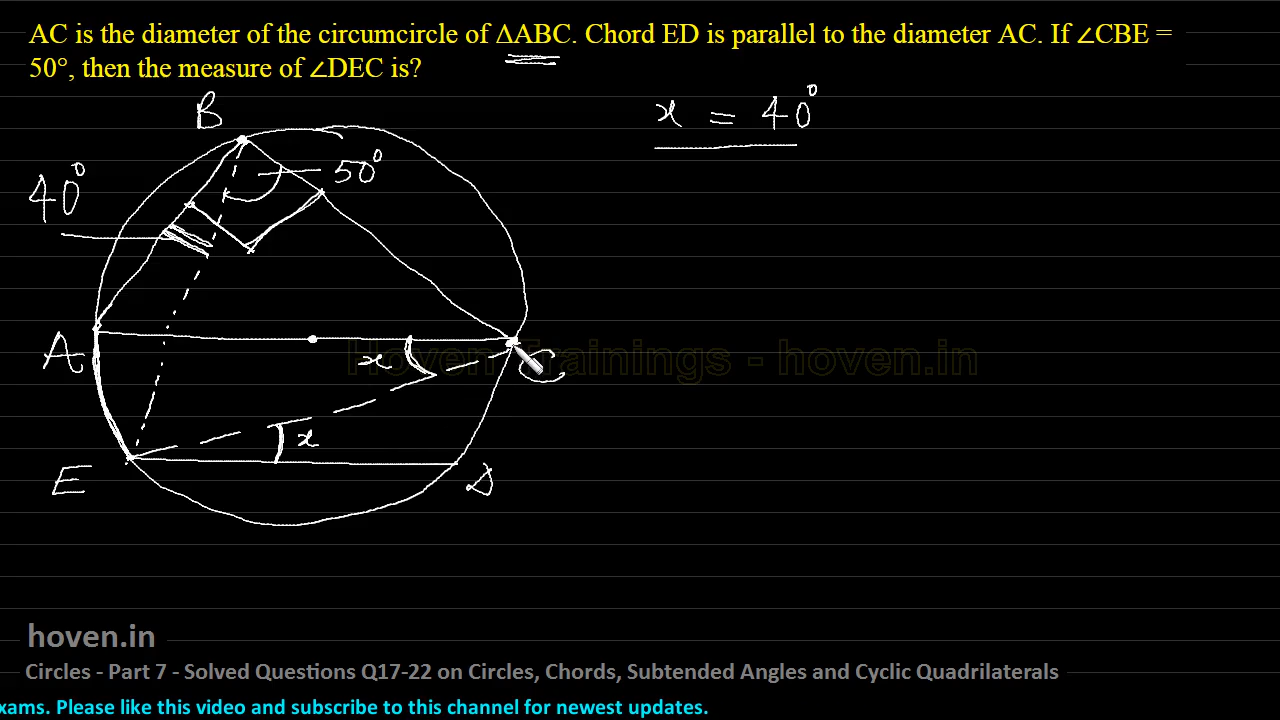 AC is the diameter of the circumcircle of ΔABC. Chord ED is parallel to the diameter AC. If ∠CBE =
50°, then the measure of ∠DEC is?
B
x = 40°
50°
40°
A
x
C
Hoven Trainings - hoven.in
x
E
D
hoven.in
Circles - Part 7 - Solved Questions Q17-22 on Circles, Chords, Subtended Angles and Cyclic Quadrilaterals
xams. Please like this video and subscribe to this channel for newest updates.